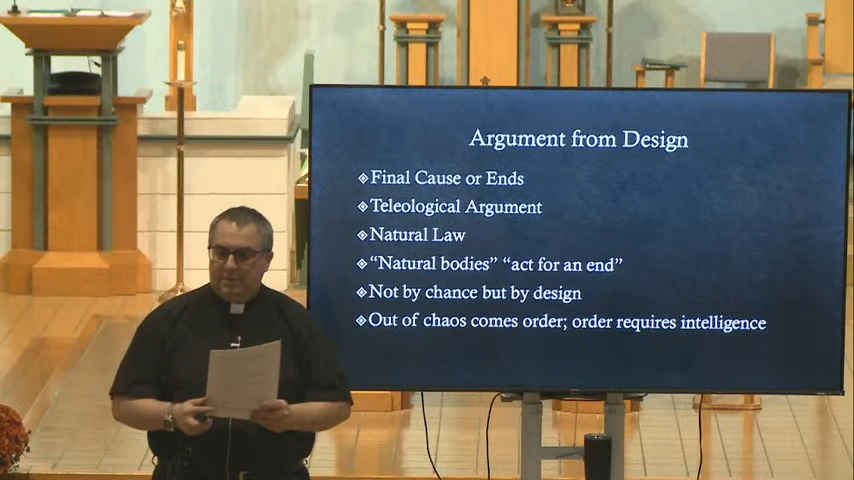 Argument from Design
Final Cause or Ends
Teleological Argument
Natural Law
“Natural bodies” “act for an end”
Not by chance but by design
Out of chaos comes order; order requires intelligence